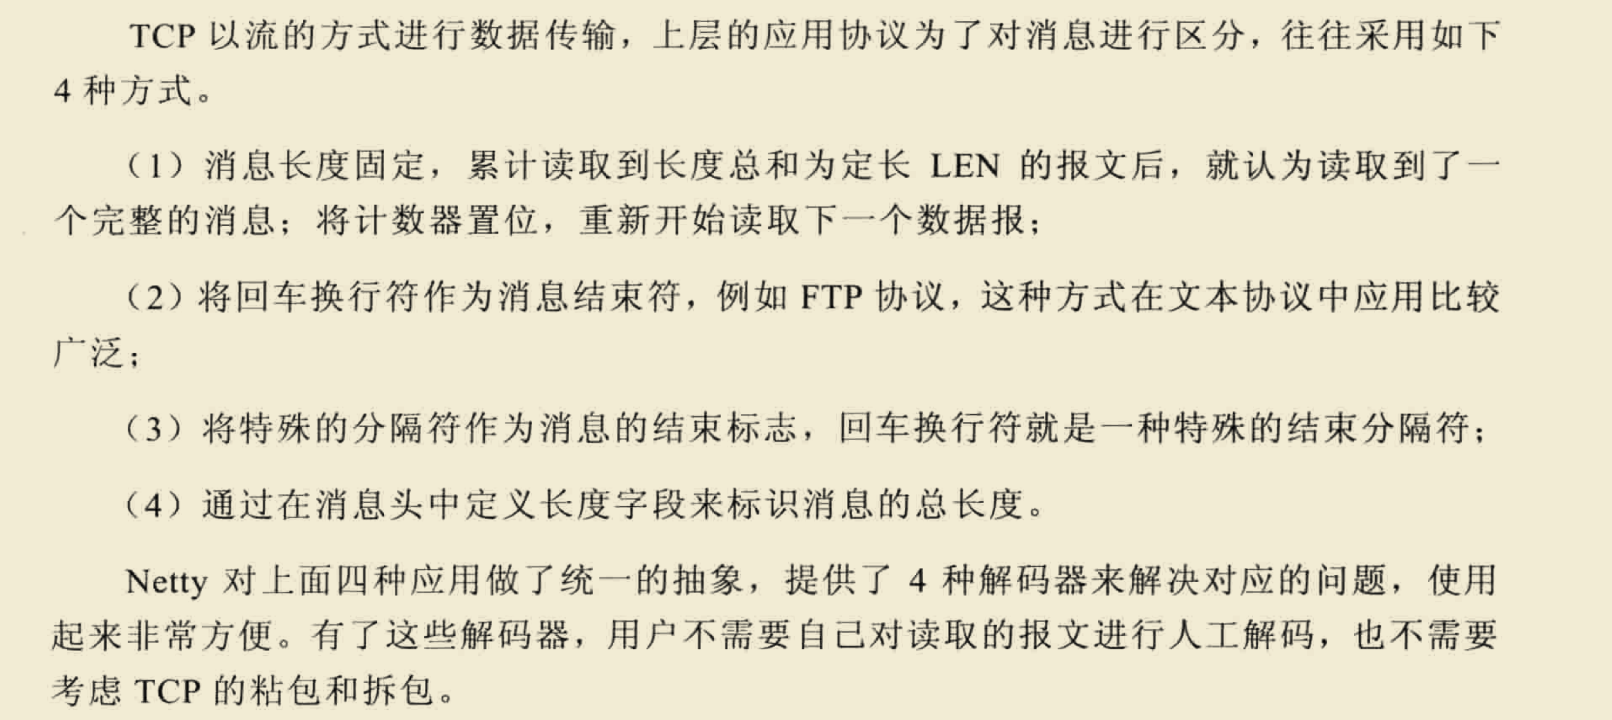 TCP 以流的方式进行数据传输，上层的应用协议为了对消息进行区分，往往采用如下
4 种方式。
（1）消息长度固定，累计读取到长度总和为定长 LEN 的报文后，就认为读取到了一
个完整的消息；将计数器置位，重新开始读取下一个数据报；
（2）将回车换行符作为消息结束符，例如 FTP 协议，这种方式在文本协议中应用比较
广泛；
（3）将特殊的分隔符作为消息的结束标志，回车换行符就是一种特殊的结束分隔符；
（4）通过在消息头中定义长度字段来标识消息的总长度。
Netty 对上面四种应用做了统一的抽象，提供了 4 种解码器来解决对应的问题，使用
起来非常方便。有了这些解码器，用户不需要自己对读取的报文进行人工解码，也不需要
考虑 TCP 的粘包和拆包。